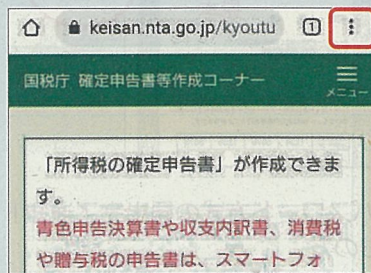 keisan.nta.go.jp/kyoutu 1
国税庁 確定申告書等作成コーナー
メニュー
「所得税の確定申告書」が作成できま
す。
青色申告決算書や収支内訳書、消費税
や贈与税の申告書は、スマートフォ